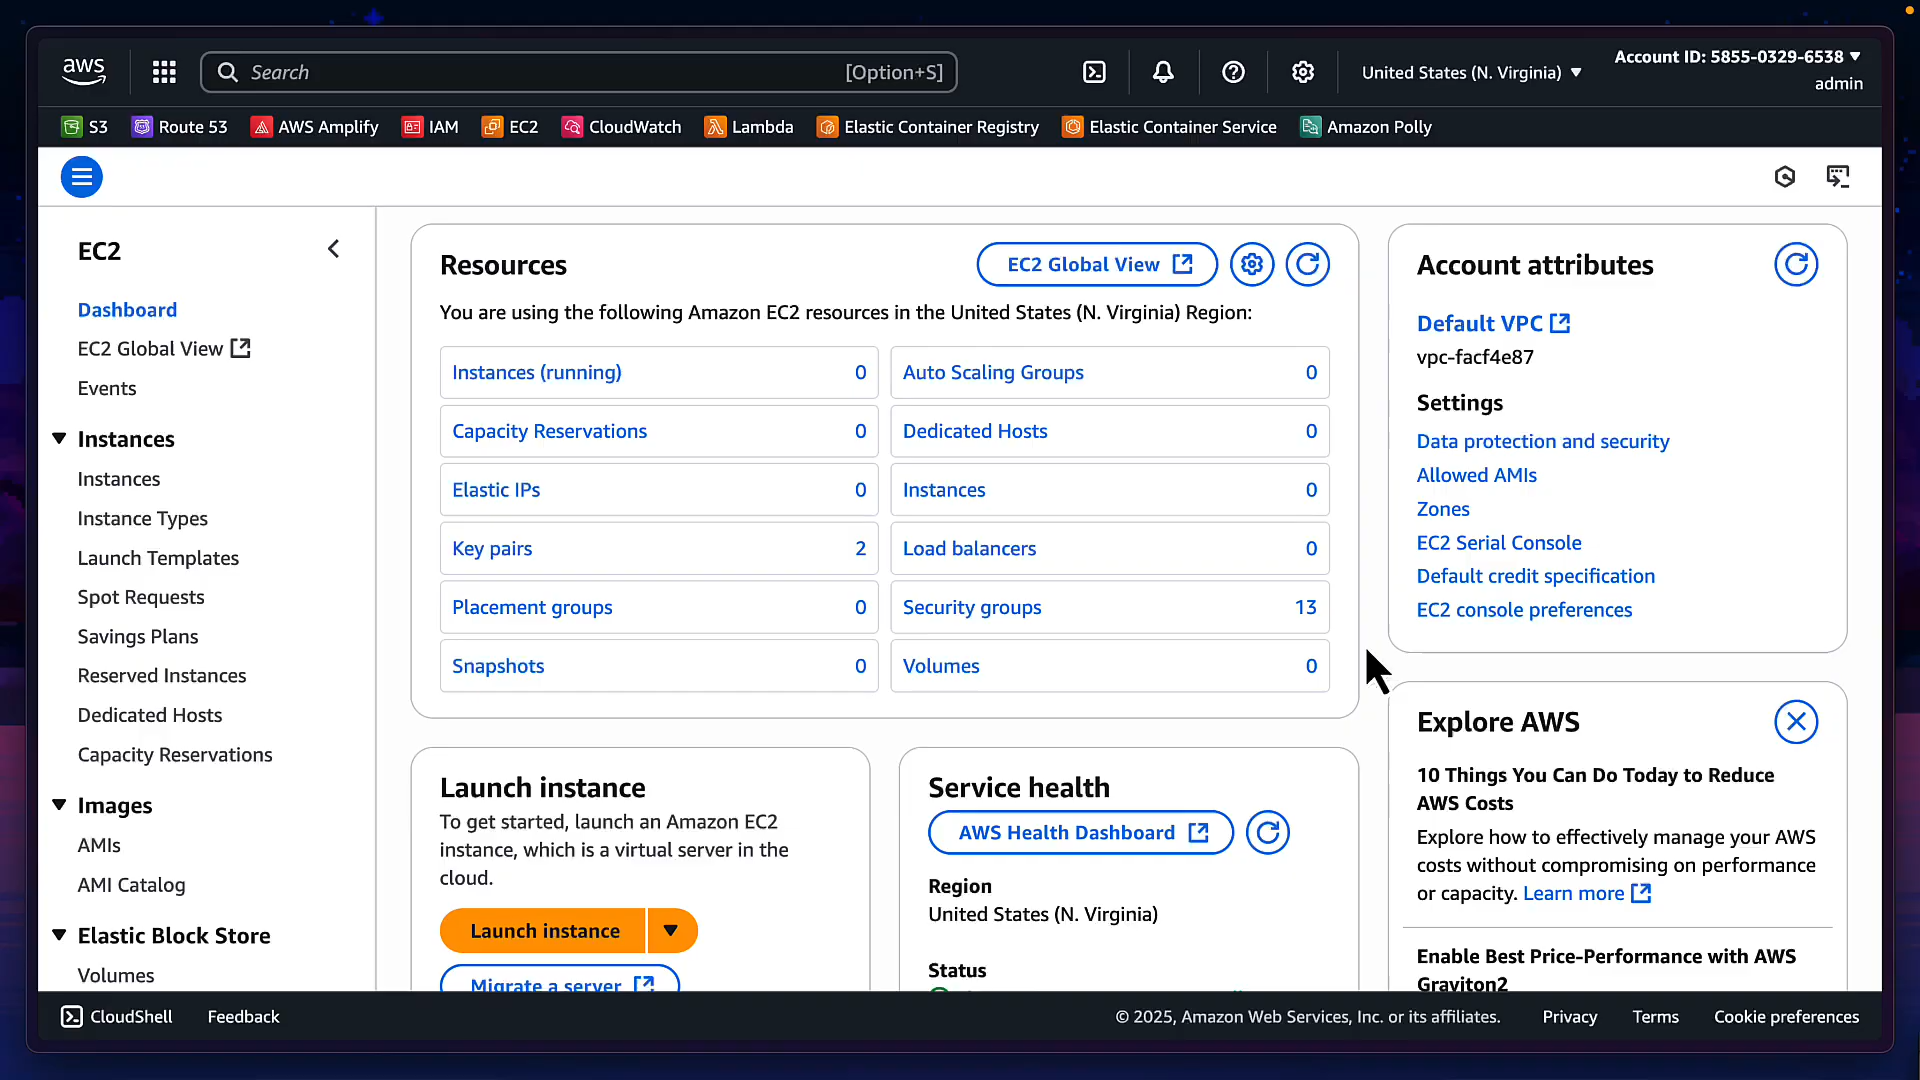 aws
Search
[Option+S]
United States (N. Virginia)
Account ID: 5855-0329-6538
admin
S3
Route 53
AWS Amplify
IAM
EC2
CloudWatch
Lambda
Elastic Container Registry
Elastic Container Service
Amazon Polly
EC2
Dashboard
EC2 Global View
Events
Instances
Instances
Instance Types
Launch Templates
Spot Requests
Savings Plans
Reserved Instances
Dedicated Hosts
Capacity Reservations
Images
AMIs
AMI Catalog
Elastic Block Store
Volumes
Resources
EC2 Global View
You are using the following Amazon EC2 resources in the United States (N. Virginia) Region:
Instances (running) 0
Auto Scaling Groups 0
Capacity Reservations 0
Dedicated Hosts 0
Elastic IPs 0
Instances 0
Key pairs 2
Load balancers 0
Placement groups 0
Security groups 13
Snapshots 0
Volumes 0
Launch instance
To get started, launch an Amazon EC2
instance, which is a virtual server in the
cloud.
Launch instance
Migrate a server
Service health
AWS Health Dashboard
Region
United States (N. Virginia)
Status
Account attributes
Default VPC
vpc-facf4e87
Settings
Data protection and security
Allowed AMIs
Zones
EC2 Serial Console
Default credit specification
EC2 console preferences
Explore AWS
10 Things You Can Do Today to Reduce
AWS Costs
Explore how to effectively manage your AWS
costs without compromising on performance
or capacity. Learn more
Enable Best Price-Performance with AWS
Graviton2
CloudShell
Feedback
© 2025, Amazon Web Services, Inc. or its affiliates.
Privacy
Terms
Cookie preferences